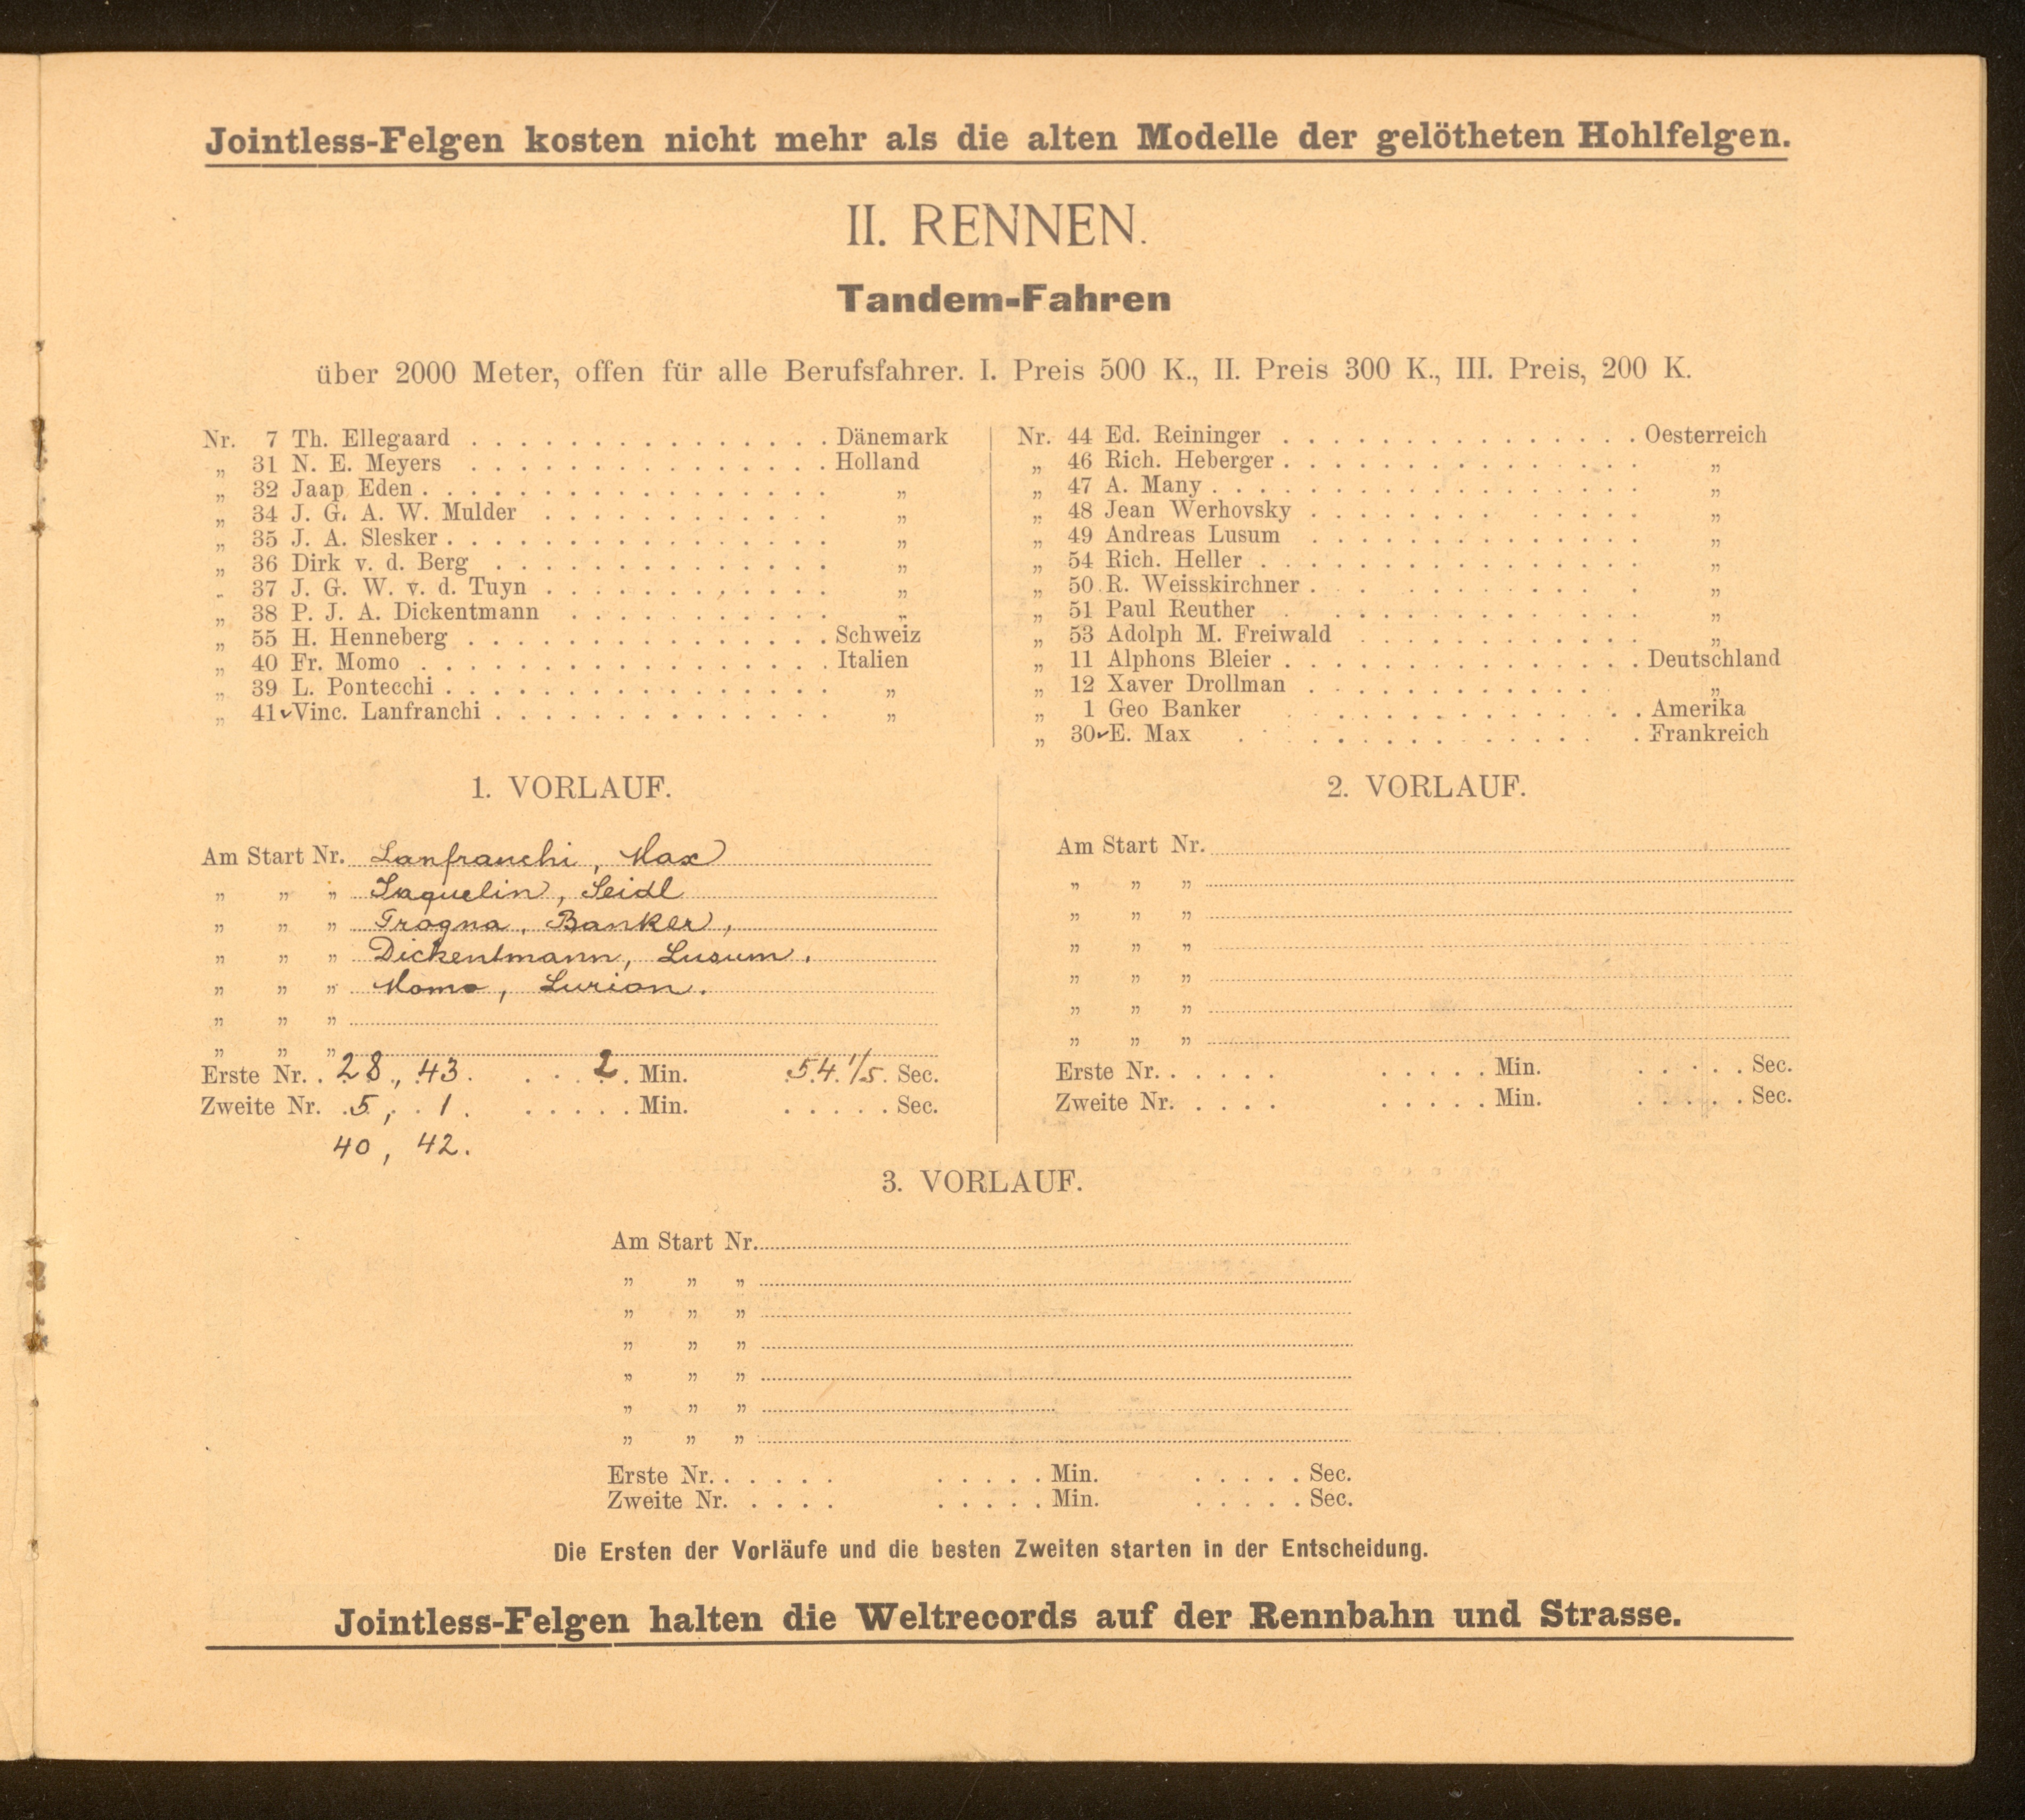 Jointless-Felgen kosten nicht mehr als die alten Modelle der gelötheten Hohlfelgen.
II. RENNEN.
Tandem-Fahren
über 2000 Meter, offen für alle Berufsfahrer. I. Preis 500 K., II. Preis 300 K., III. Preis, 200 K.
Nr. 7 Th. Ellegaard . . . . . . . . . . . . . . . Dänemark
„ 31 N. E. Meyers . . . . . . . . . . . . . . . Holland
„ 32 Jaap Eden . . . . . . . . . . . . . . . . . „
„ 34 J. G. A. W. Mulder . . . . . . . . . . . . „
„ 35 J. A. Slesker . . . . . . . . . . . . . . . . „
„ 36 Dirk v. d. Berg . . . . . . . . . . . . . . „
„ 37 J. G. W. v. d. Tuyn . . . . . . . . . . . . „
„ 38 P. J. A. Dickentmann . . . . . . . . . . . „
„ 55 H. Henneberg . . . . . . . . . . . . . . . Schweiz
„ 40 Fr. Momo . . . . . . . . . . . . . . . . . Italien
„ 39 L. Pontecchi . . . . . . . . . . . . . . . . „
„ 41 ✓ Vinc. Lanfranchi . . . . . . . . . . . . . . „
Nr. 44 Ed. Reininger . . . . . . . . . . . . . . . Oesterreich
„ 46 Rich. Heberger . . . . . . . . . . . . . . . „
„ 47 A. Many . . . . . . . . . . . . . . . . . . „
„ 48 Jean Werhovsky . . . . . . . . . . . . . . „
„ 49 Andreas Lusum . . . . . . . . . . . . . . „
„ 54 Rich. Heller . . . . . . . . . . . . . . . . „
„ 50 R. Weisskirchner . . . . . . . . . . . . . „
„ 51 Paul Reuther . . . . . . . . . . . . . . . „
„ 53 Adolph M. Freiwald . . . . . . . . . . . . „
„ 11 Alphons Bleier . . . . . . . . . . . . . . . Deutschland
„ 12 Xaver Drollman . . . . . . . . . . . . . „
„ 1 Geo Banker . . . . . . . . . . . . . . . Amerika
„ 30 ✓ E. Max . . . . . . . . . . . . . . . Frankreich
1. VORLAUF.
Am Start Nr. Lanfranchi, Max
„ „ „ Jaquelin, Seidl
„ „ „ Grogna, Banker,
„ „ „ Dickentmann, Lusum.
„ „ „ Momo, Lurion.
„ „ „
„ „ „
Erste Nr. 28, 43. . . . 2. Min. 54. 1/5. Sec.
Zweite Nr. 5, 1. . . . . . Min. . . . . . Sec.
40, 42.
2. VORLAUF.
Am Start Nr.
„ „ „
„ „ „
„ „ „
„ „ „
„ „ „
„ „ „
Erste Nr. . . . . . . . . . . Min. . . . . . Sec.
Zweite Nr. . . . . . . . . . Min. . . . . . Sec.
3. VORLAUF.
Am Start Nr.
„ „ „
„ „ „
„ „ „
„ „ „
„ „ „
„ „ „
Erste Nr. . . . . . . . . . . Min. . . . . . Sec.
Zweite Nr. . . . . . . . . . Min. . . . . . Sec.
Die Ersten der Vorläufe und die besten Zweiten starten in der Entscheidung.
Jointless-Felgen halten die Weltrecords auf der Rennbahn und Strasse.